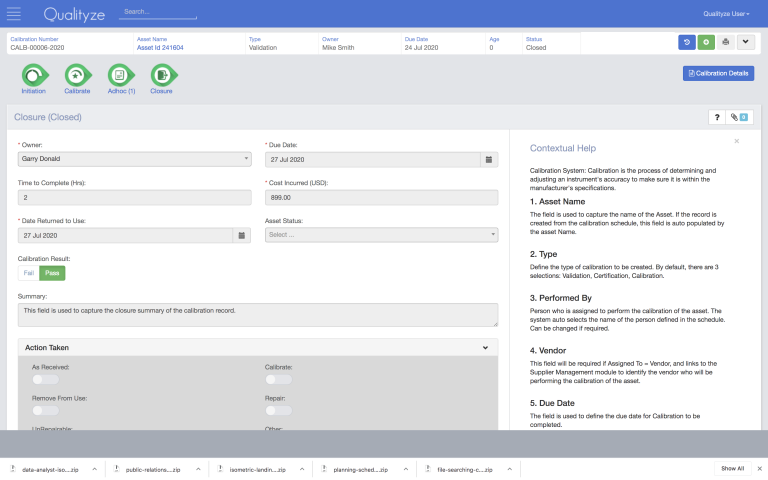 Qualityze
Search...
Qualityze User
Calibration Number
CALB-00006-2020
Asset Name
Asset Id 241604
Type
Validation
Owner
Mike Smith
Due Date
24 Jul 2020
Age
0
Status
Closed
Initiation
Calibrate
Adhoc (1)
Closure
Calibration Details
Closure (Closed)
?
0
* Owner:
Garry Donald
* Due Date:
27 Jul 2020
Time to Complete (Hrs):
2
* Cost Incurred (USD):
899.00
* Date Returned to Use:
27 Jul 2020
Asset Status:
Select ...
Calibration Result:
Fail
Pass
Summary:
This field is used to capture the closure summary of the calibration record.
Action Taken
As Received:
Calibrate:
Remove From Use:
Repair:
UnRepairable:
Other:
Contextual Help
Calibration System: Calibration is the process of determining and
adjusting an instrument's accuracy to make sure it is within the
manufacturer's specifications.
1. Asset Name
The field is used to capture the name of the Asset. If the record is
created from the calibration schedule, this field is auto populated by
the asset Name.
2. Type
Define the type of calibration to be created. By default, there are 3
selections: Validation, Certification, Calibration.
3. Performed By
Person who is assigned to perform the calibration of the asset. The
system auto selects the name of the person defined in the schedule.
Can be changed if required.
4. Vendor
This field will be required if Assigned To = Vendor, and links to the
Supplier Management module to identify the vendor who will be
performing the calibration of the asset.
5. Due Date
The field is used to define the due date for Calibration to be
completed.
data-analyst-iso....zip
public-relations....zip
isometric-landin....zip
planning-sched....zip
file-searching-c....zip
Show All